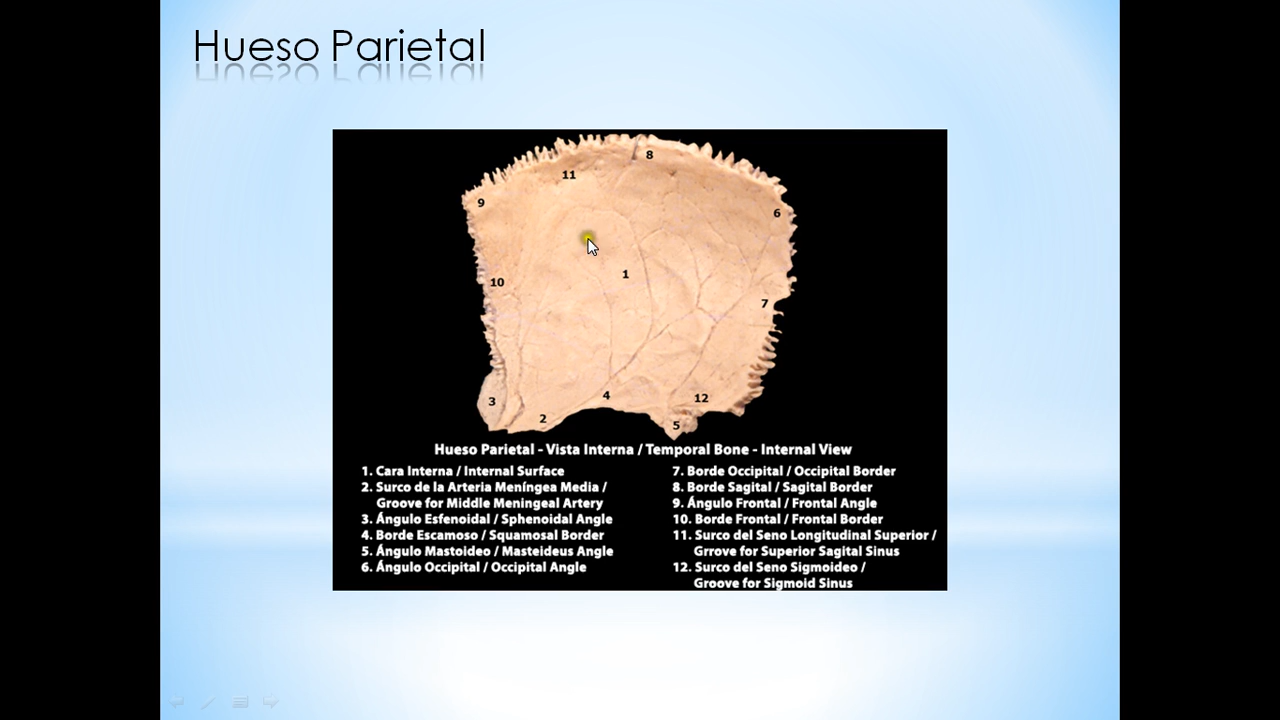 Hueso Parietal
8
11
9
6
1
10
7
3
4
12
2
5
Hueso Parietal - Vista Interna / Temporal Bone - Internal View
1. Cara Interna / Internal Surface
2. Surco de la Arteria Meníngea Media /
Groove for Middle Meningeal Artery
3. Ángulo Esfenoidal / Sphenoidal Angle
4. Borde Escamoso / Squamosal Border
5. Ángulo Mastoideo / Masteideus Angle
6. Ángulo Occipital / Occipital Angle
7. Borde Occipital / Occipital Border
8. Borde Sagital / Sagital Border
9. Ángulo Frontal / Frontal Angle
10. Borde Frontal / Frontal Border
11. Surco del Seno Longitudinal Superior /
Grrove for Superior Sagital Sinus
12. Surco del Seno Sigmoideo /
Groove for Sigmoid Sinus